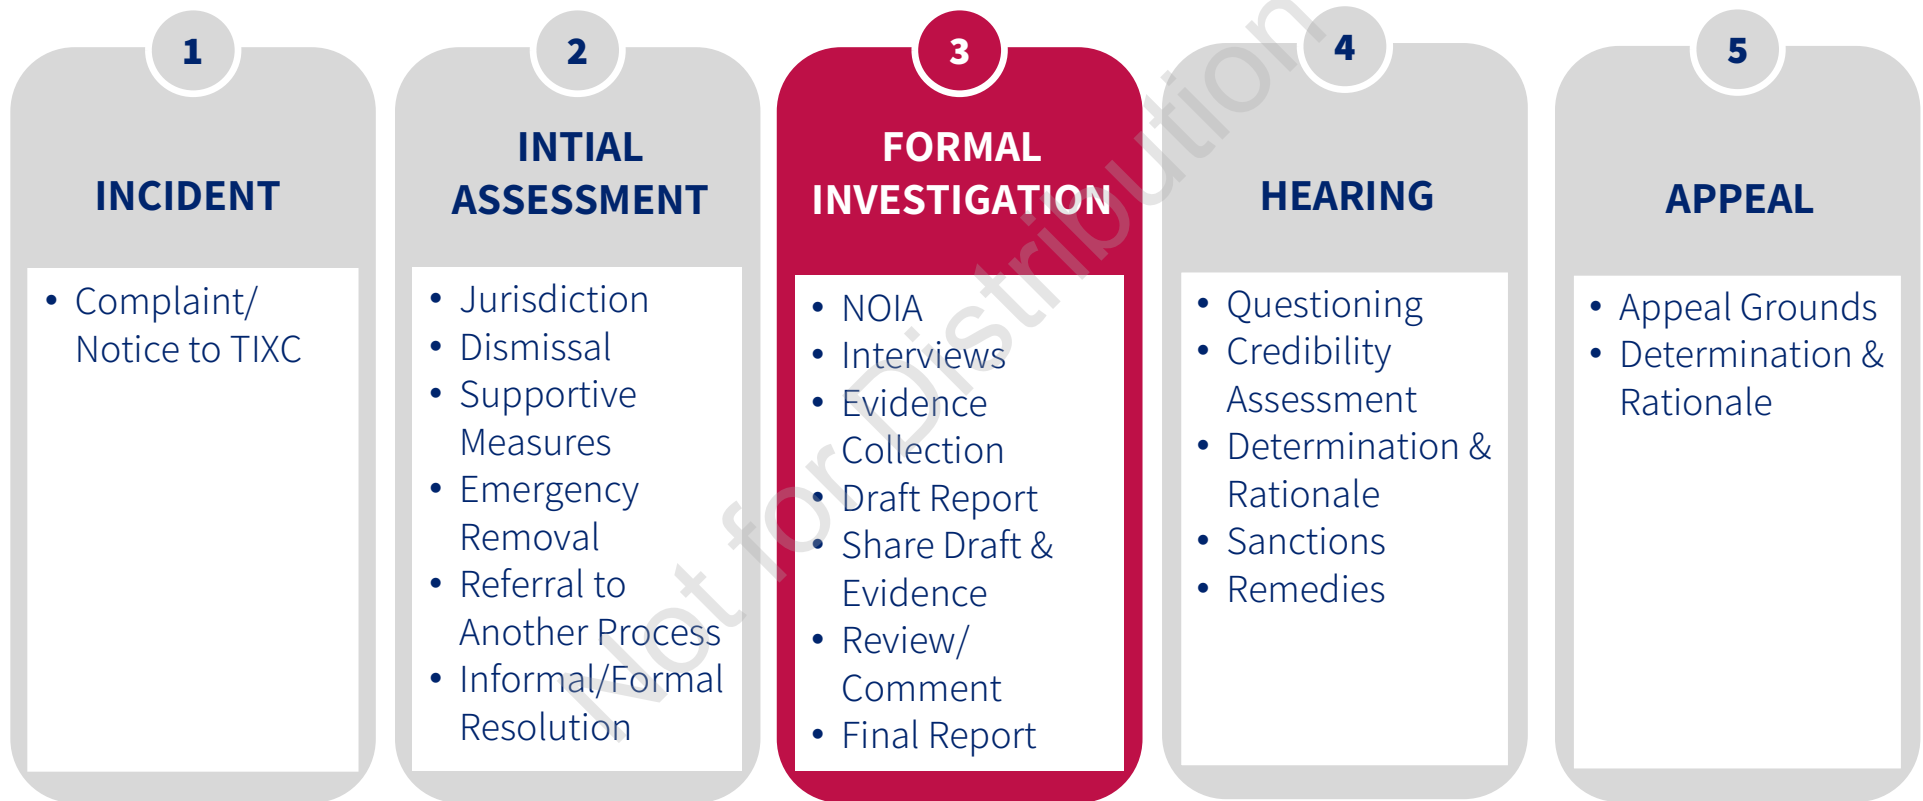 1
INCIDENT
• Complaint/
Notice to TIXC
2
INTIAL
ASSESSMENT
• Jurisdiction
• Dismissal
• Supportive
Measures
• Emergency
Removal
• Referral to
Another Process
• Informal/Formal
Resolution
3
FORMAL
INVESTIGATION
• NOIA
• Interviews
• Evidence
Collection
• Draft Report
• Share Draft &
Evidence
• Review/
Comment
• Final Report
4
HEARING
• Questioning
• Credibility
Assessment
• Determination &
Rationale
• Sanctions
• Remedies
5
APPEAL
• Appeal Grounds
• Determination &
Rationale
Not for Distribution